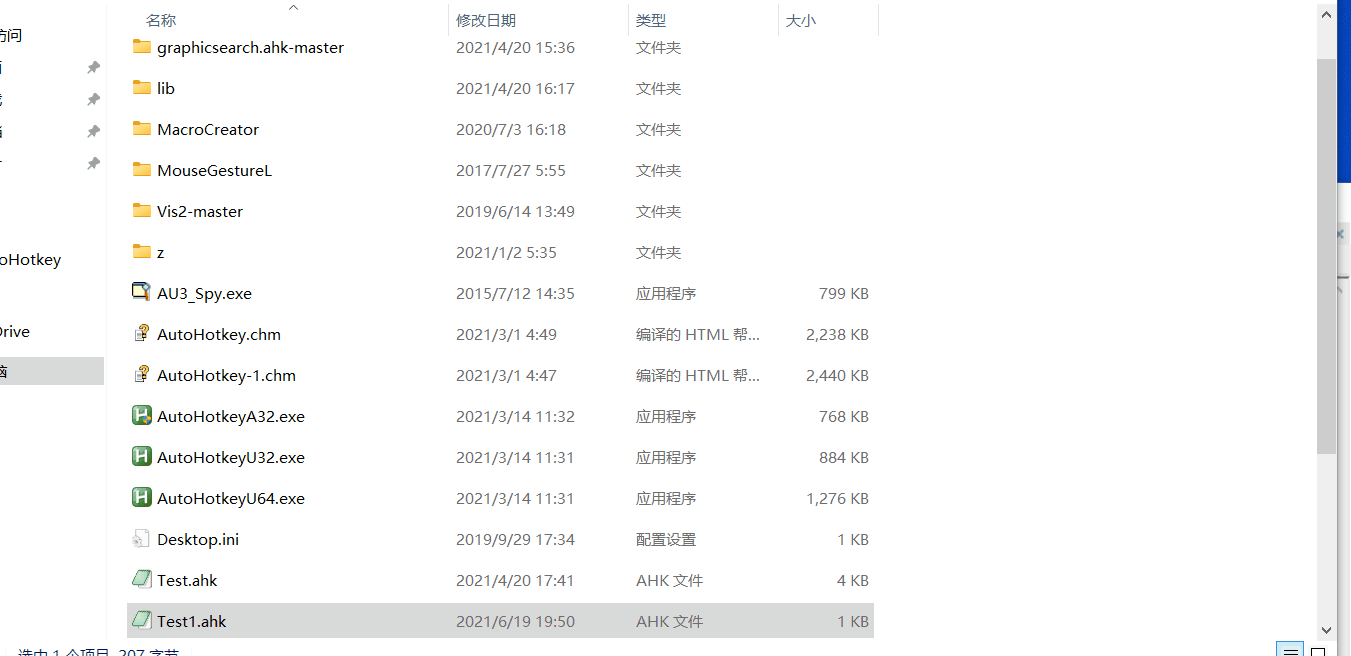 名称 修改日期 类型 大小
访问
graphicsearch.ahk-master 2021/4/20 15:36 文件夹
lib 2021/4/20 16:17 文件夹
MacroCreator 2020/7/3 16:18 文件夹
MouseGestureL 2017/7/27 5:55 文件夹
Vis2-master 2019/6/14 13:49 文件夹
z 2021/1/2 5:35 文件夹
oHotkey
AU3_Spy.exe 2015/7/12 14:35 应用程序 799 KB
Drive
AutoHotkey.chm 2021/3/1 4:49 编译的 HTML 帮... 2,238 KB
脑
AutoHotkey-1.chm 2021/3/1 4:47 编译的 HTML 帮... 2,440 KB
AutoHotkeyA32.exe 2021/3/14 11:32 应用程序 768 KB
AutoHotkeyU32.exe 2021/3/14 11:31 应用程序 884 KB
AutoHotkeyU64.exe 2021/3/14 11:31 应用程序 1,276 KB
Desktop.ini 2019/9/29 17:34 配置设置 1 KB
Test.ahk 2021/4/20 17:41 AHK 文件 4 KB
Test1.ahk 2021/6/19 19:50 AHK 文件 1 KB
选中 1 个项目 207 字节